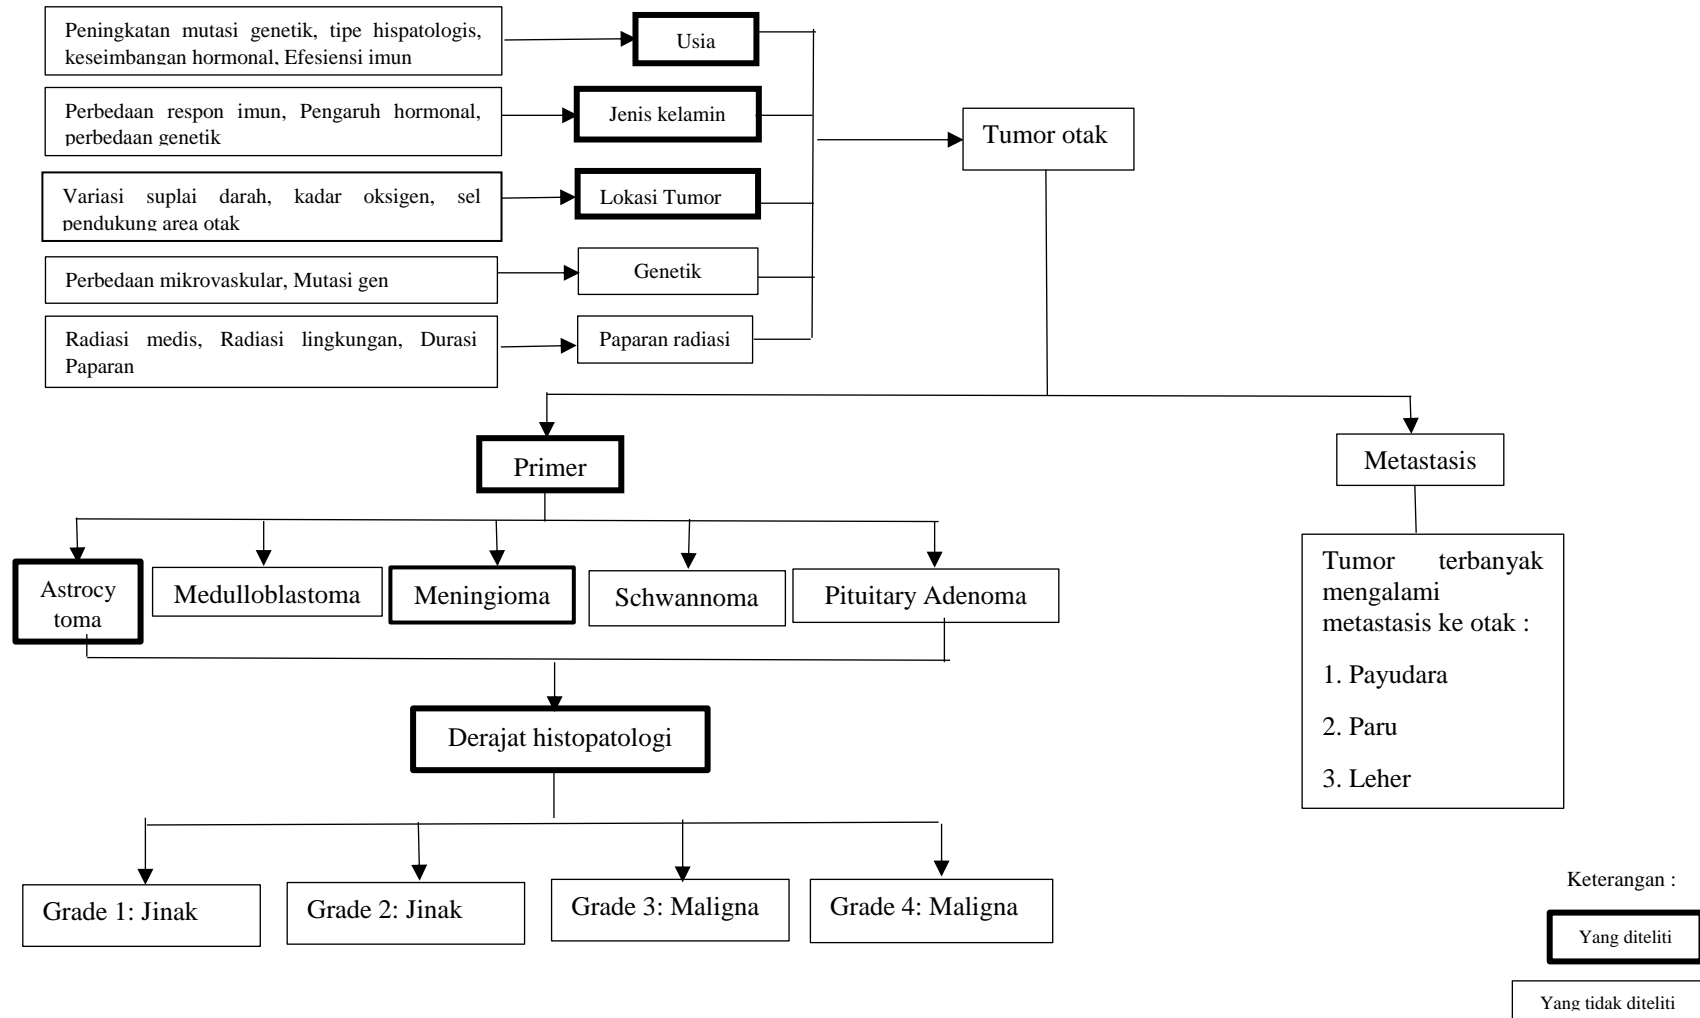 Peningkatan mutasi genetik, tipe hispatologis,
keseimbangan hormonal, Efesiensi imun
Usia
Perbedaan respon imun, Pengaruh hormonal,
perbedaan genetik
Jenis kelamin
Tumor otak
Variasi suplai darah, kadar oksigen, sel
pendukung area otak
Lokasi Tumor
Perbedaan mikrovaskular, Mutasi gen
Genetik
Radiasi medis, Radiasi lingkungan, Durasi
Paparan
Paparan radiasi
Primer
Metastasis
Astrocy
toma
Medulloblastoma
Meningioma
Schwannoma
Pituitary Adenoma
Tumor terbanyak
mengalami
metastasis ke otak :
1. Payudara
2. Paru
3. Leher
Derajat histopatologi
Grade 1: Jinak
Grade 2: Jinak
Grade 3: Maligna
Grade 4: Maligna
Keterangan :
Yang diteliti
Yang tidak diteliti